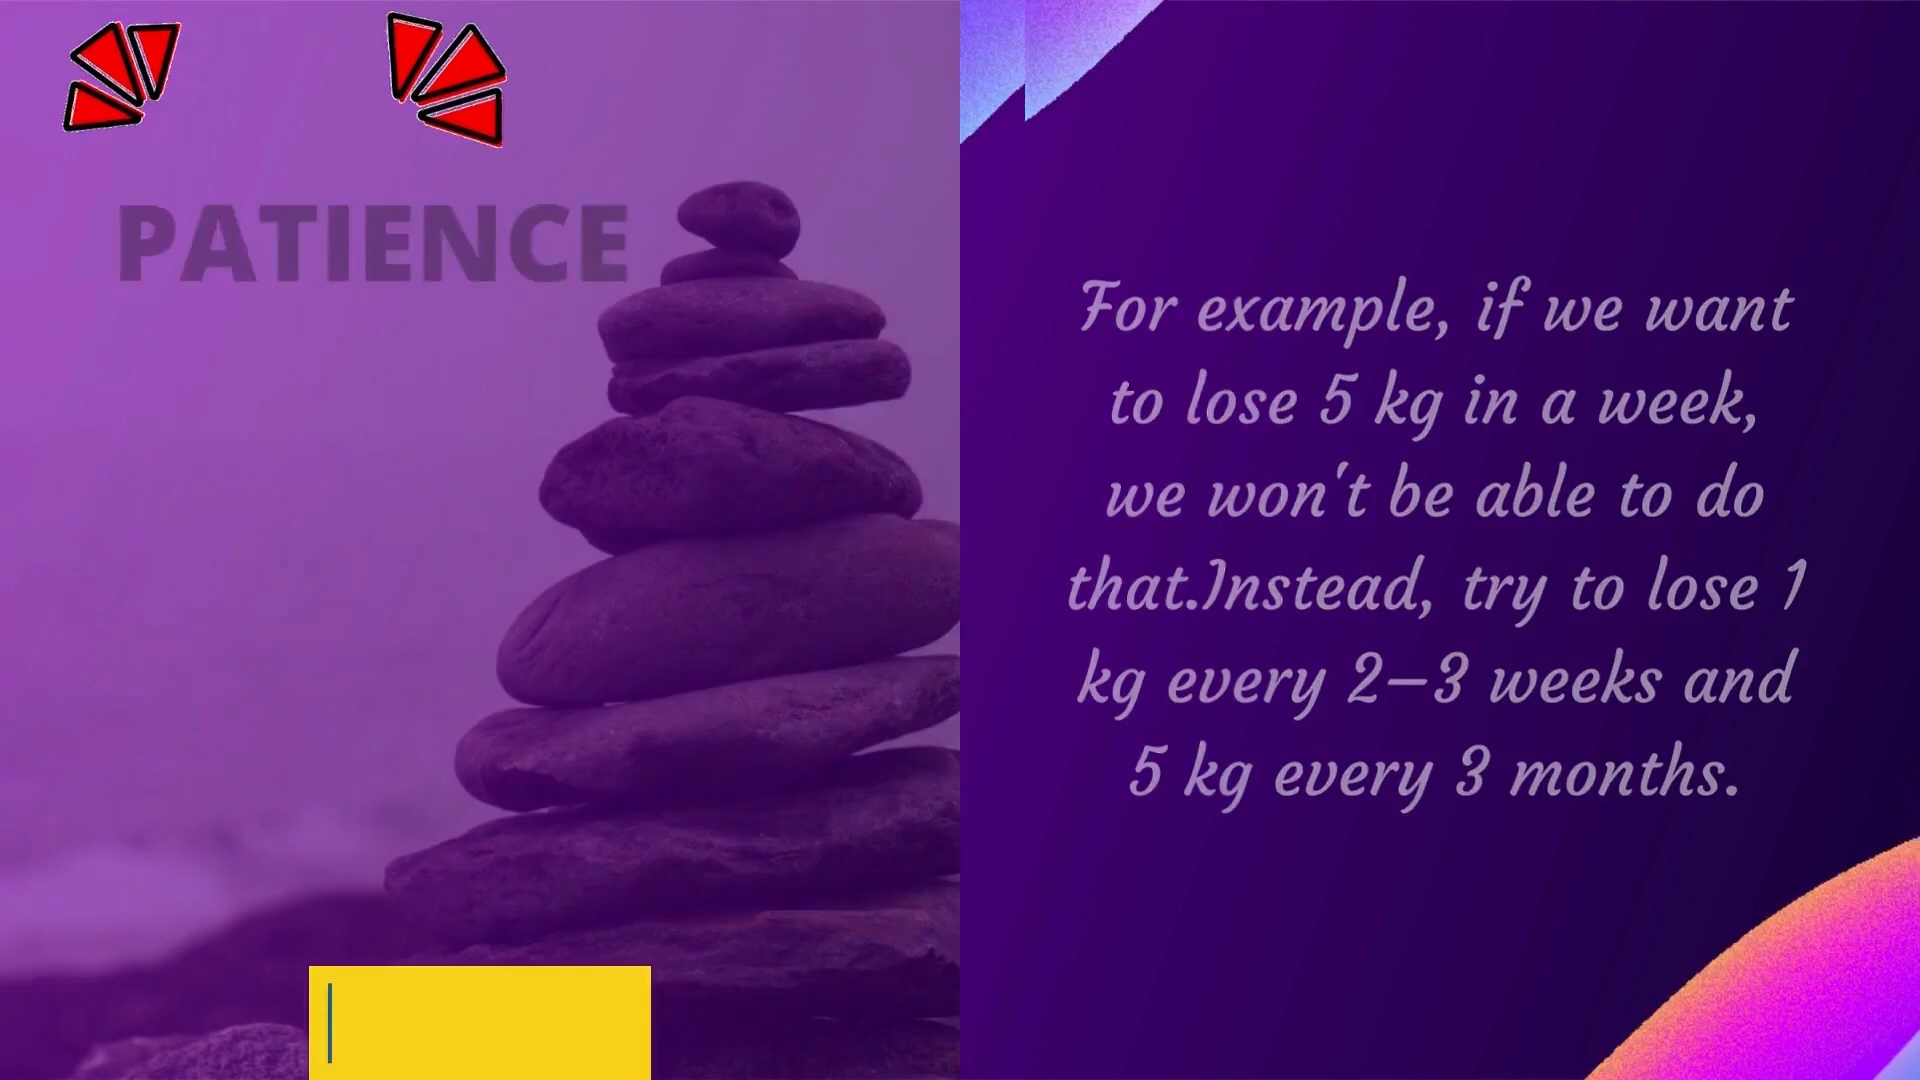 PATIENCE
For example, if we want
to lose 5 kg in a week,
we won't be able to do
that.Instead, try to lose 1
kg every 2–3 weeks and
5 kg every 3 months.